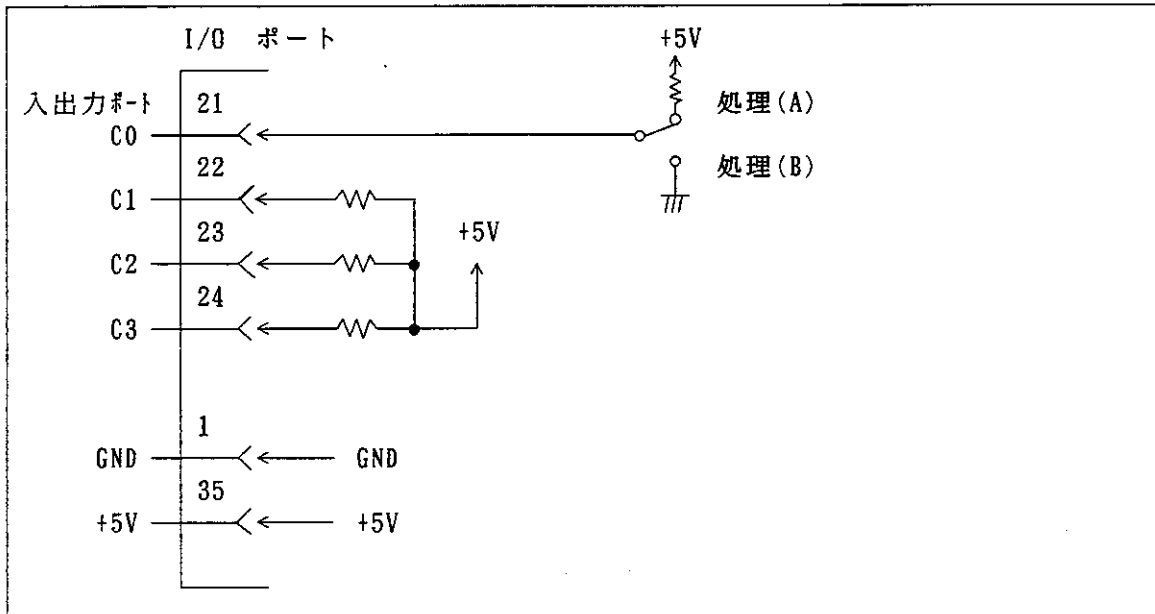 I/O ポート
+5V
入出力ポート
21
処理(A)
C0
22
処理(B)
C1
23
+5V
C2
24
C3
1
GND
GND
35
+5V
+5V